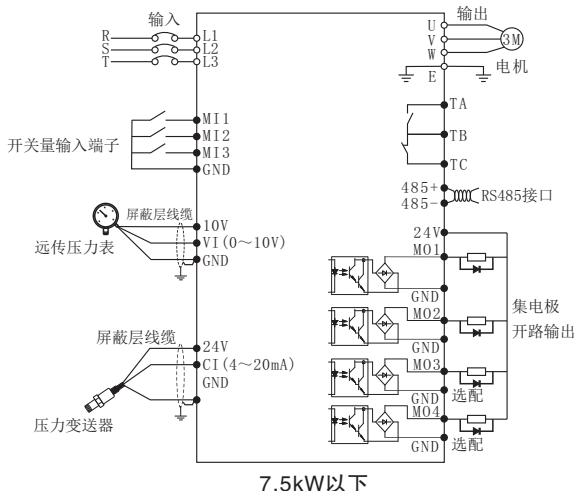 输入
R
S
T
L1
L2
L3
开关量输入端子
MI1
MI2
MI3
GND
屏蔽层线缆
远传压力表
10V
VI(0～10V)
GND
屏蔽层线缆
压力变送器
24V
CI(4～20mA)
GND
输出
U
V
W
3M
电机
E
TA
TB
TC
485+
485-
RS485接口
24V
MO1
GND
MO2
GND
MO3
GND
选配
MO4
GND
选配
集电极
开路输出
7.5kW以下